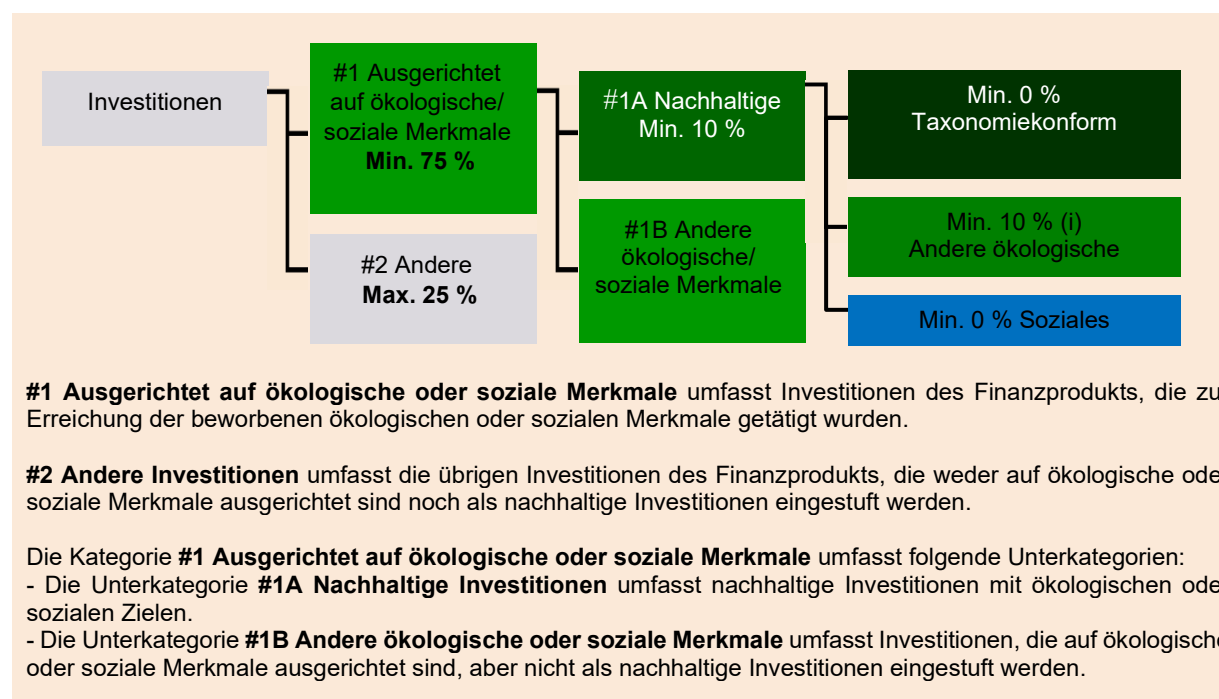 Investitionen
#1 Ausgerichtet
auf ökologische/
soziale Merkmale
Min. 75 %
#2 Andere
Max. 25 %
#1A Nachhaltige
Min. 10 %
#1B Andere
ökologische/
soziale Merkmale
Min. 0 %
Taxonomiekonform
Min. 10 % (i)
Andere ökologische
Min. 0 % Soziales
#1 Ausgerichtet auf ökologische oder soziale Merkmale umfasst Investitionen des Finanzprodukts, die zu
Erreichung der beworbenen ökologischen oder sozialen Merkmale getätigt wurden.
#2 Andere Investitionen umfasst die übrigen Investitionen des Finanzprodukts, die weder auf ökologische ode
soziale Merkmale ausgerichtet sind noch als nachhaltige Investitionen eingestuft werden.
Die Kategorie #1 Ausgerichtet auf ökologische oder soziale Merkmale umfasst folgende Unterkategorien:
- Die Unterkategorie #1A Nachhaltige Investitionen umfasst nachhaltige Investitionen mit ökologischen ode
sozialen Zielen.
- Die Unterkategorie #1B Andere ökologische oder soziale Merkmale umfasst Investitionen, die auf ökologische
oder soziale Merkmale ausgerichtet sind, aber nicht als nachhaltige Investitionen eingestuft werden.